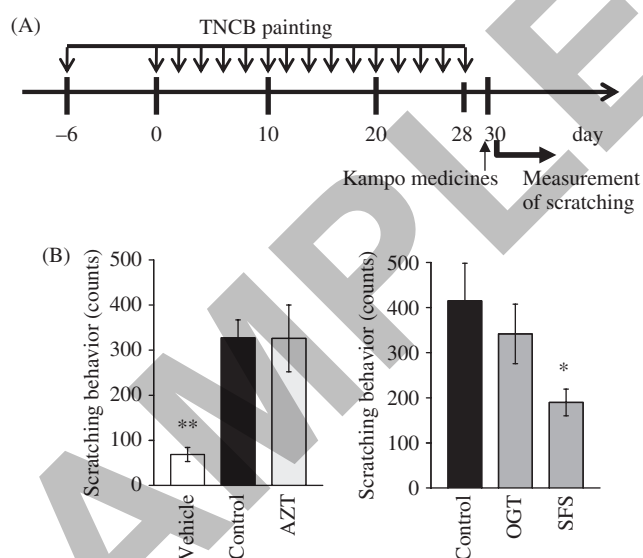 (A)
TNCB painting
–6 0 10 20 28 30 day
Kampo medicines
Measurement
of scratching
(B)
Scratching behavior (counts)
500
400
300
200
100
0
**
Vehicle
Control
AZT
Scratching behavior (counts)
500
400
300
200
100
0
*
Control
OGT
SFS
SAMPLE